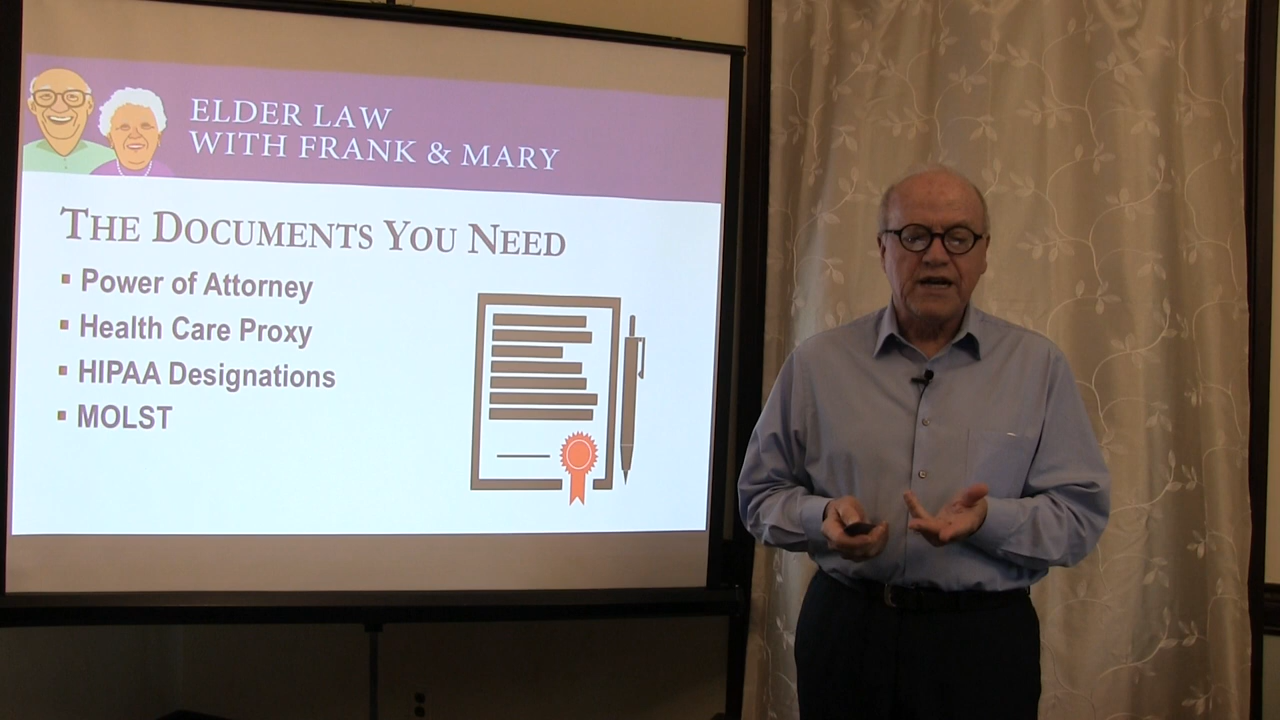 ELDER LAW
WITH FRANK & MARY
THE DOCUMENTS YOU NEED
▪ Power of Attorney
▪ Health Care Proxy
▪ HIPAA Designations
▪ MOLST